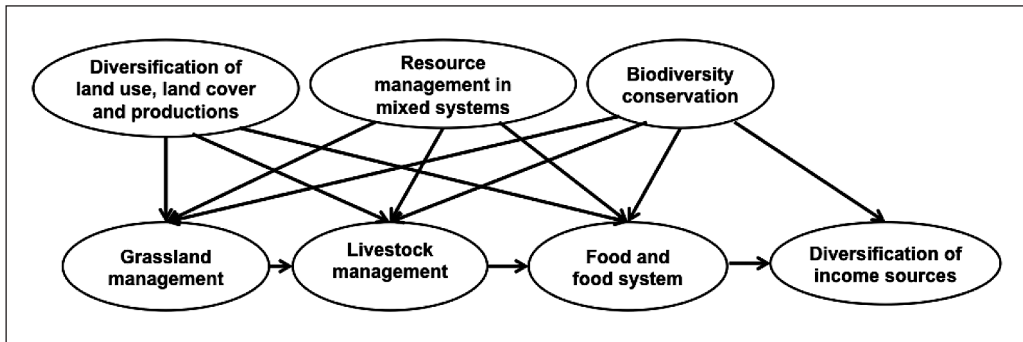 Diversification of
land use, land cover
and productions
Resource
management in
mixed systems
Biodiversity
conservation
Grassland
management
Livestock
management
Food and
food system
Diversification of
income sources